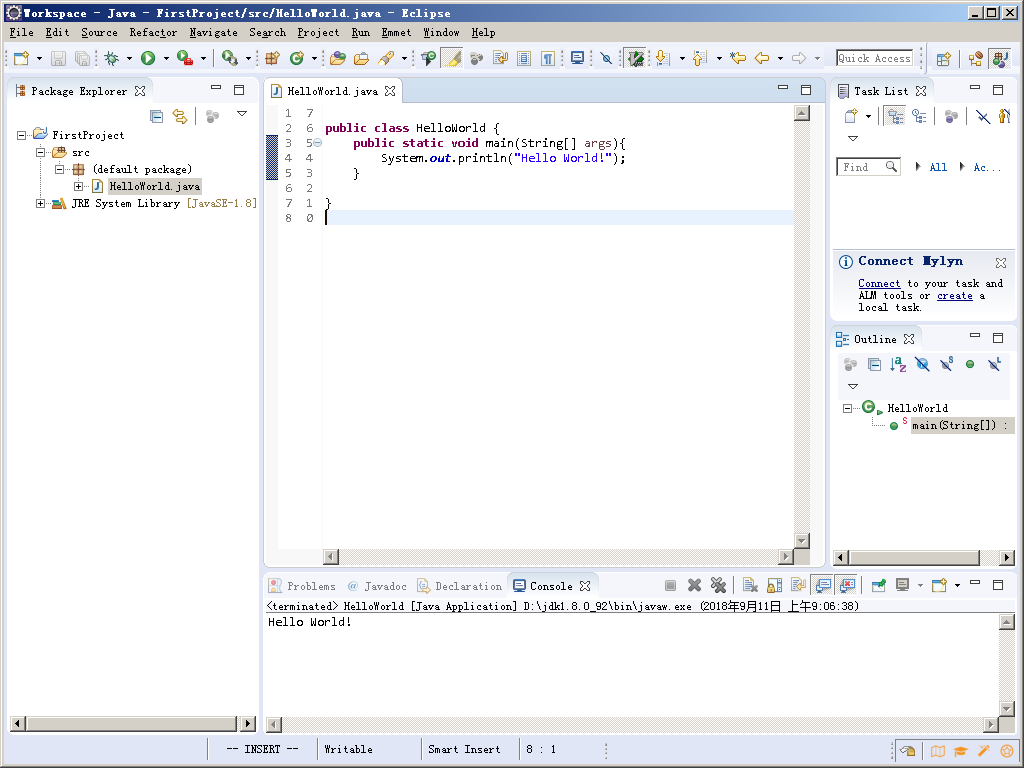 Workspace - Java - FirstProject/src/HelloWorld.java - Eclipse
File Edit Source Refactor Navigate Search Project Run Emmet Window Help
Quick Access
Package Explorer
FirstProject
src
(default package)
HelloWorld.java
JRE System Library [JavaSE-1.8]
HelloWorld.java
1 7
2 6 public class HelloWorld {
3 5 public static void main(String[] args){
4 4 System.out.println("Hello World!");
5 3 }
6 2
7 1 }
8 0
Task List
Find All Ac...
Connect Mylyn
Connect to your task and
ALM tools or create a
local task.
Outline
HelloWorld
main(String[]) :
Problems @ Javadoc Declaration Console
<terminated> HelloWorld [Java Application] D:\jdk1.8.0_92\bin\javaw.exe (2018年9月11日 上午9:06:38)
Hello World!
-- INSERT -- Writable Smart Insert 8 : 1